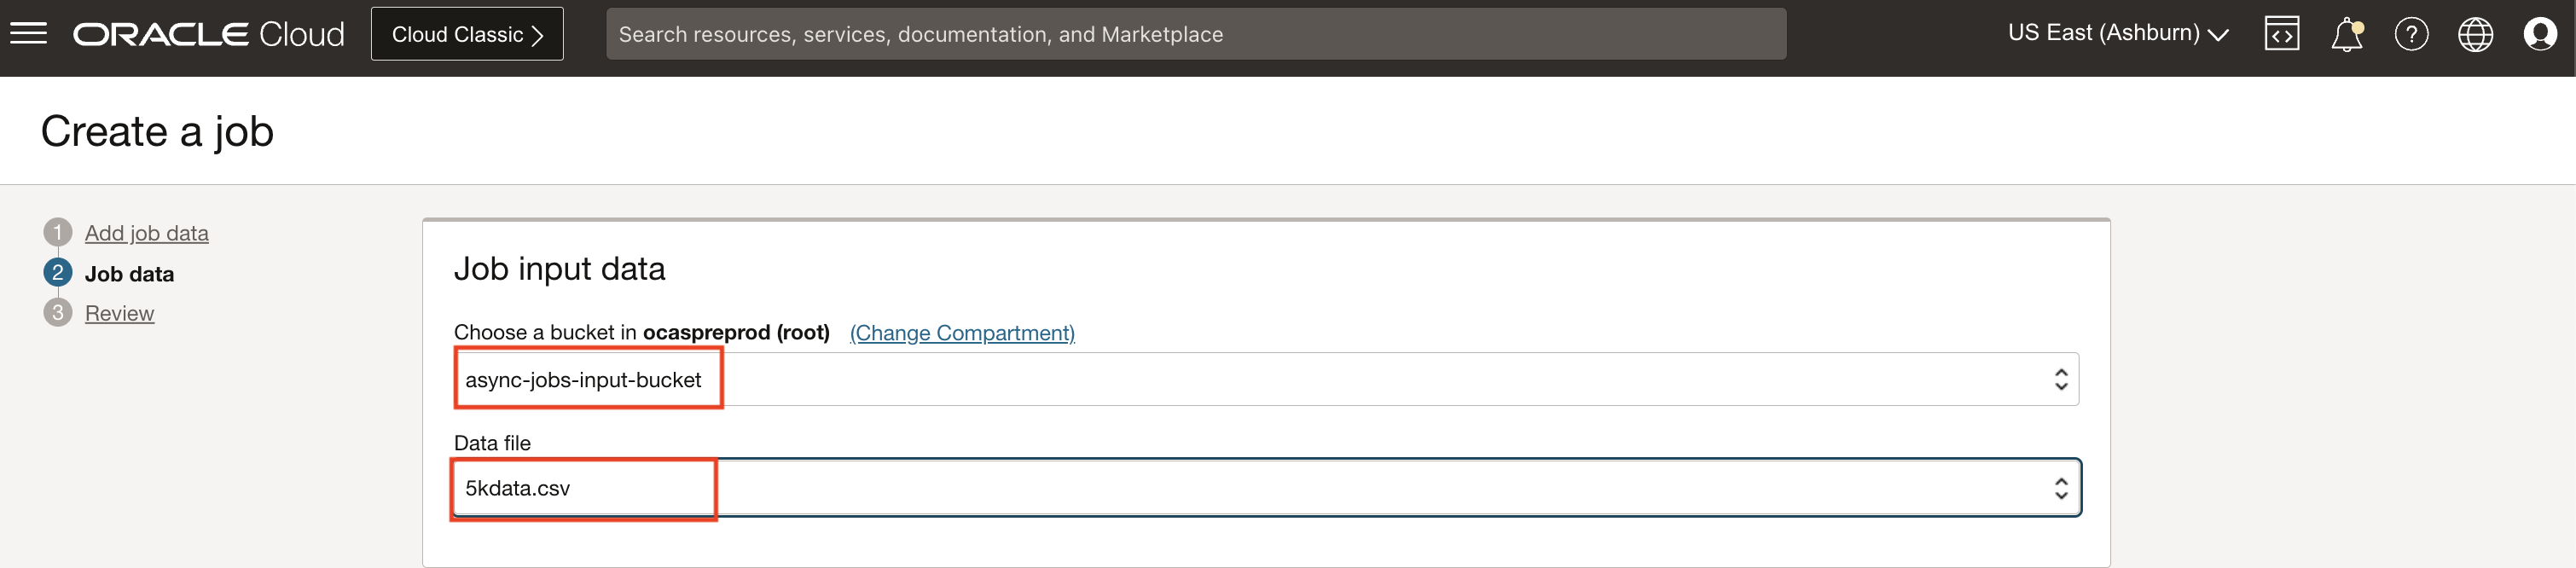 ORACLE Cloud
Cloud Classic
Search resources, services, documentation, and Marketplace
US East (Ashburn)
Create a job
1 Add job data
2 Job data
3 Review
Job input data
Choose a bucket in ocaspreprod (root) (Change Compartment)
async-jobs-input-bucket
Data file
5kdata.csv